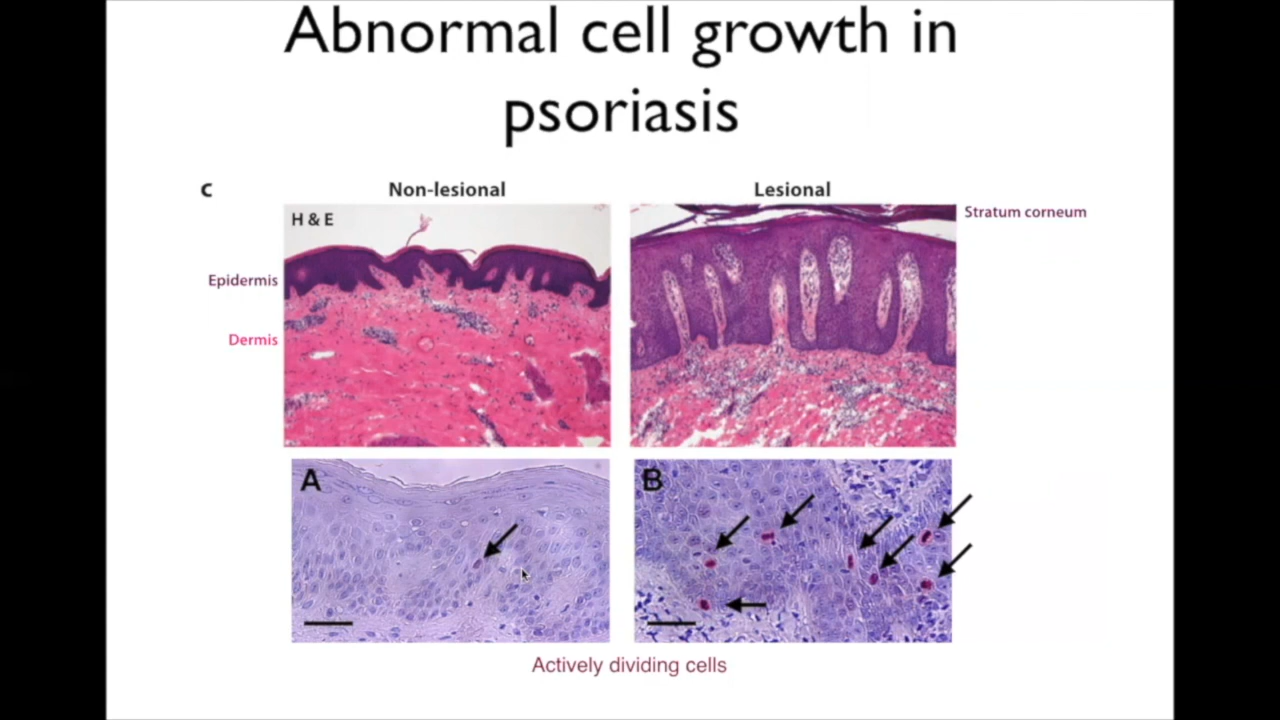 Abnormal cell growth in
psoriasis
C Non-lesional Lesional
H & E
Stratum corneum
Epidermis
Dermis
A B
Actively dividing cells